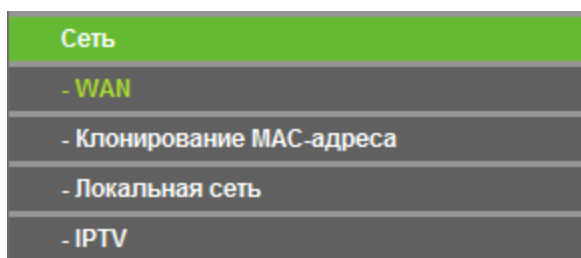 Сеть
- WAN
- Клонирование MAC-адреса
- Локальная сеть
- IPTV